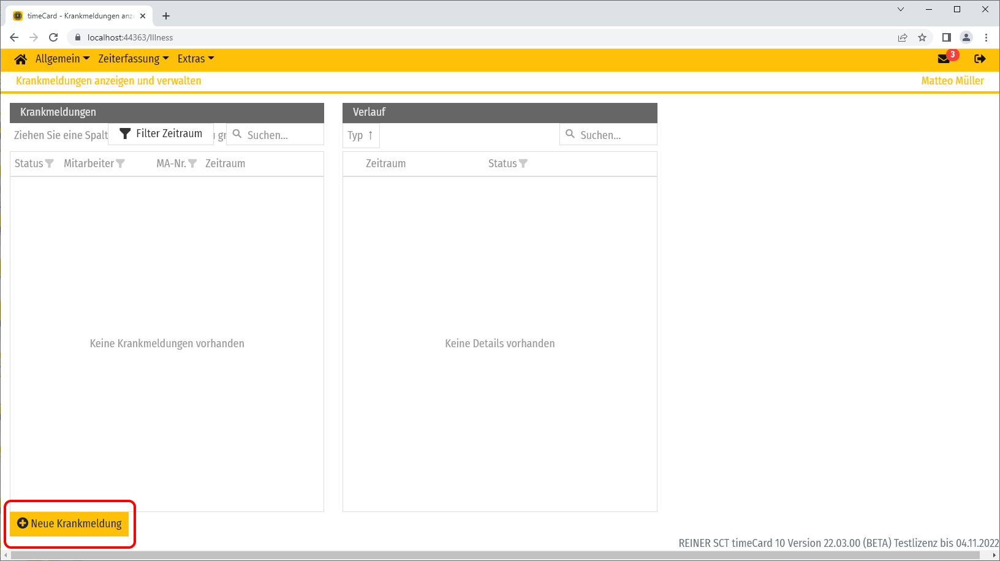 timeCard - Krankmeldungen anz
localhost:44363/Illness
Allgemein Zeiterfassung Extras 3
Krankmeldungen anzeigen und verwalten Matteo Müller
Krankmeldungen Verlauf
Ziehen Sie eine Spalt Filter Zeitraum Suchen... Typ ↑ Suchen...
Status Mitarbeiter MA-Nr. Zeitraum Zeitraum Status
Keine Krankmeldungen vorhanden Keine Details vorhanden
Neue Krankmeldung
REINER SCT timeCard 10 Version 22.03.00 (BETA) Testlizenz bis 04.11.2022